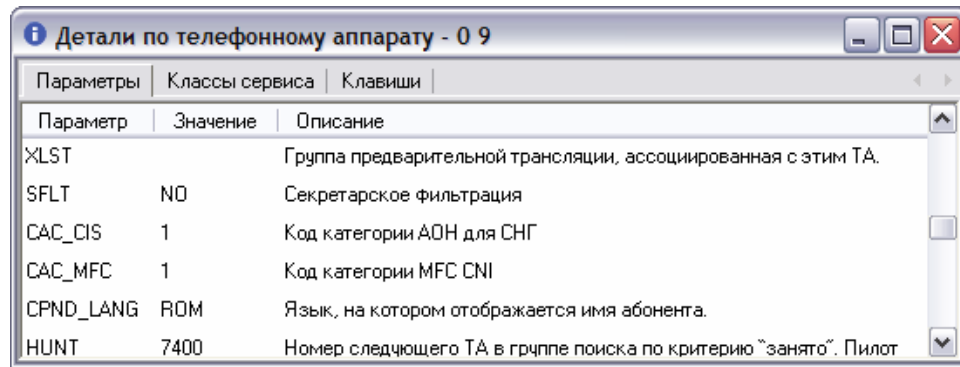 Детали по телефонному аппарату - 0 9
Параметры Классы сервиса Клавиши
Параметр Значение Описание
XLST Группа предварительной трансляции, ассоциированная с этим ТА.
SFLT NO Секретарское фильтрация
CAC_CIS 1 Код категории АОН для СНГ
CAC_MFC 1 Код категории MFC CNI
CPND_LANG ROM Язык, на котором отображается имя абонента.
HUNT 7400 Номер следующего ТА в группе поиска по критерию "занято". Пилот